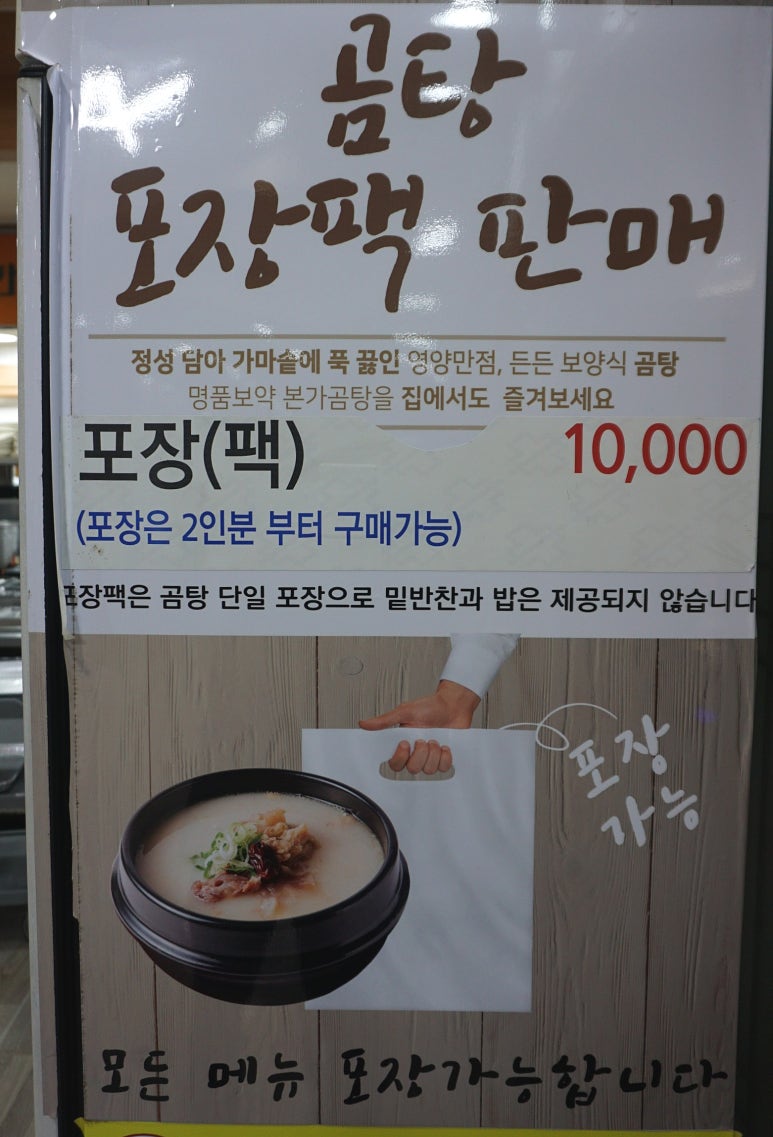 곰탕
포장팩 판매
정성 담아 가마솥에 푹 끓인 영양만점, 든든 보양식 곰탕
명품보약 본가곰탕을 집에서도 즐겨보세요
포장(팩) 10,000
(포장은 2인분 부터 구매가능)
포장팩은 곰탕 단일 포장으로 밑반찬과 밥은 제공되지 않습니다
포장
가능
모든 메뉴 포장가능합니다